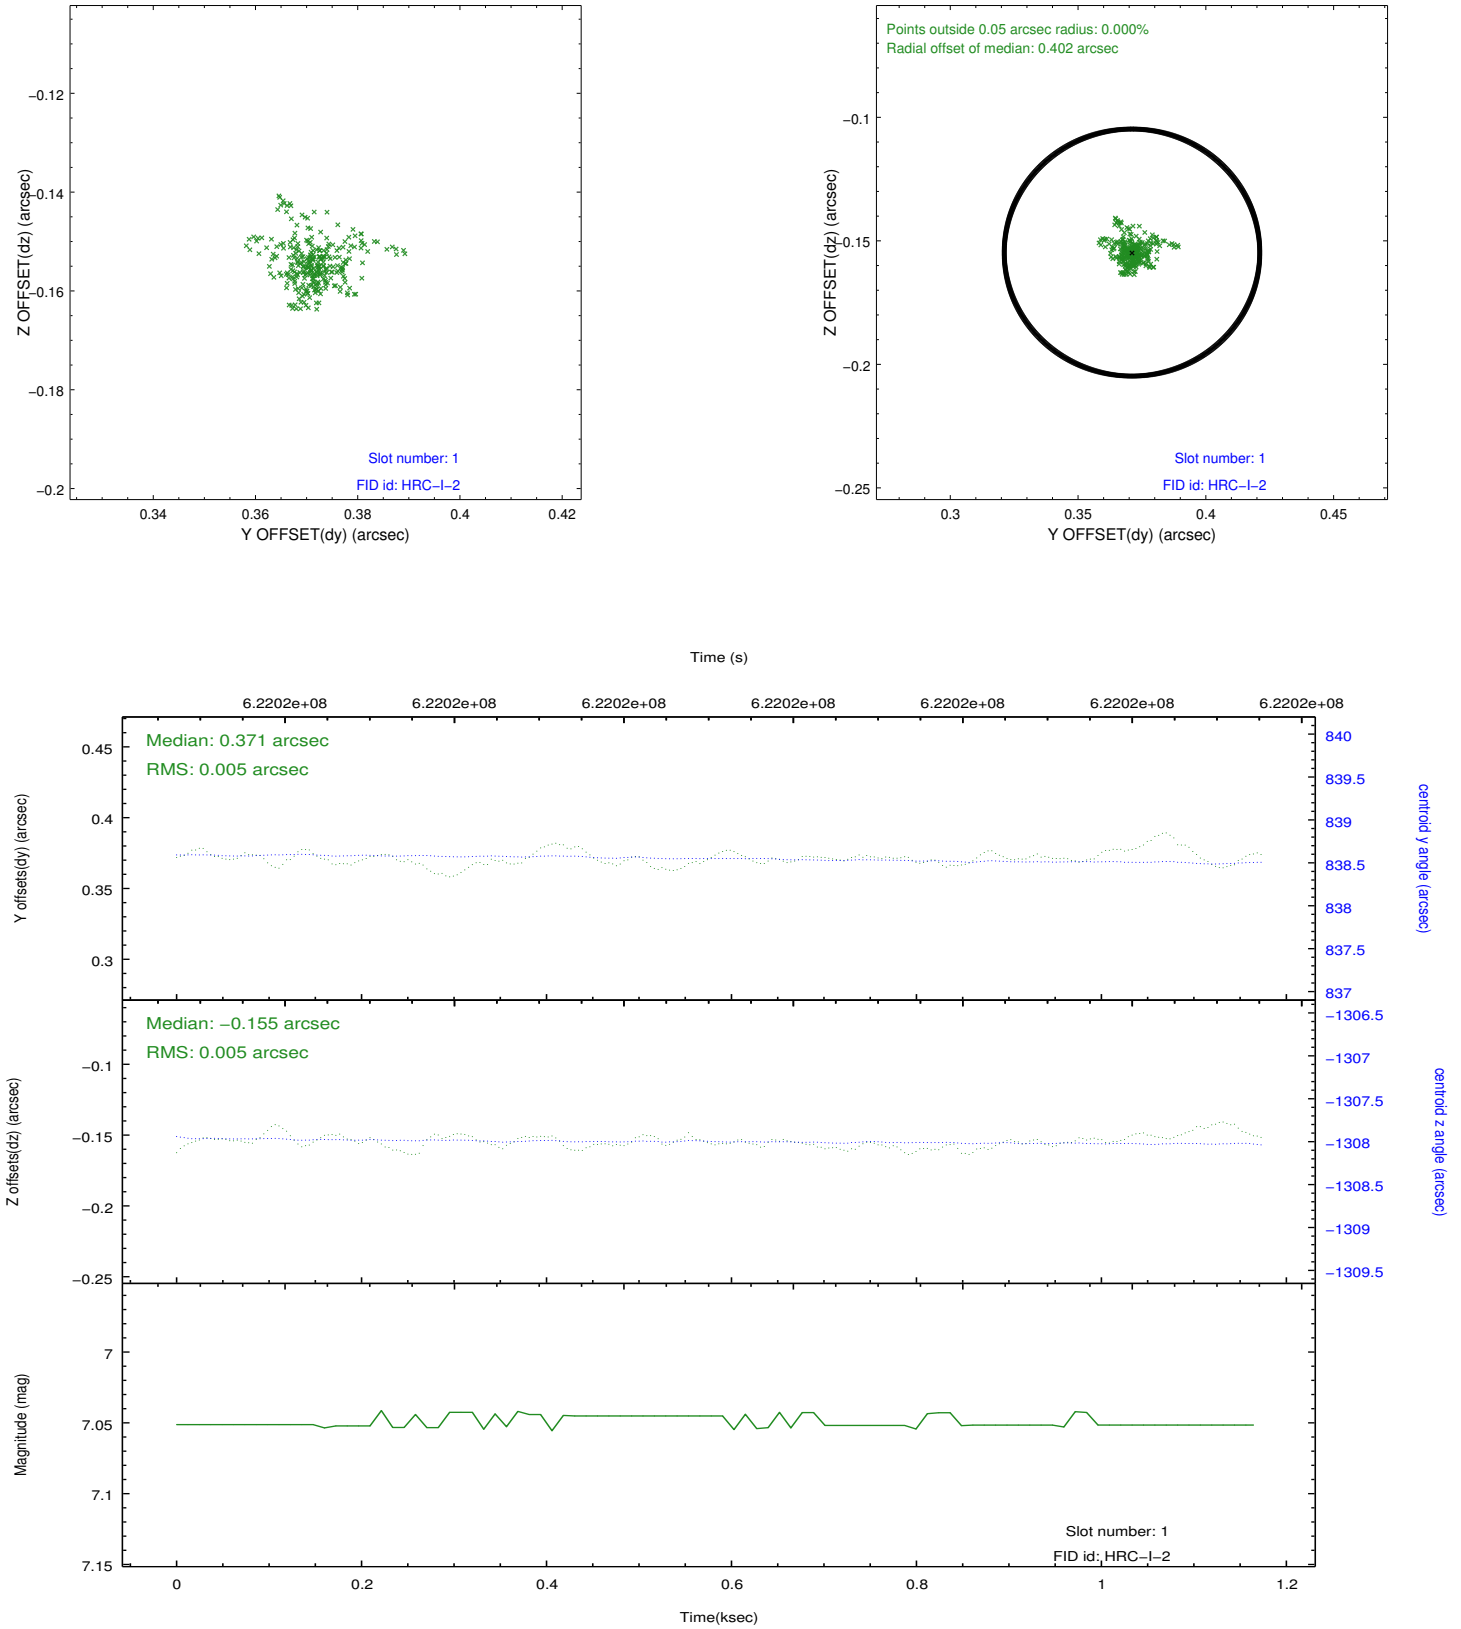 −0.12
−0.14
−0.16
−0.18
−0.2
Z OFFSET(dz) (arcsec)
Slot number: 1
FID id: HRC−I−2
0.34 0.36 0.38 0.4 0.42
Y OFFSET(dy) (arcsec)
Points outside 0.05 arcsec radius: 0.000%
Radial offset of median: 0.402 arcsec
−0.1
−0.15
−0.2
−0.25
Z OFFSET(dz) (arcsec)
Slot number: 1
FID id: HRC−I−2
0.3 0.35 0.4 0.45
Y OFFSET(dy) (arcsec)
Time (s)
6.2202e+08 6.2202e+08 6.2202e+08 6.2202e+08 6.2202e+08 6.2202e+08 6.2202e+08
Median: 0.371 arcsec
RMS: 0.005 arcsec
0.45
0.4
0.35
0.3
Y offsets(dy) (arcsec)
840
839.5
839
838.5
838
837.5
837
centroid y angle (arcsec)
Median: −0.155 arcsec
RMS: 0.005 arcsec
−0.1
−0.15
−0.2
−0.25
Z offsets(dz) (arcsec)
−1306.5
−1307
−1307.5
−1308
−1308.5
−1309
−1309.5
centroid z angle (arcsec)
7
7.05
7.1
7.15
Magnitude (mag)
Slot number: 1
FID id: HRC−I−2
0 0.2 0.4 0.6 0.8 1 1.2
Time(ksec)